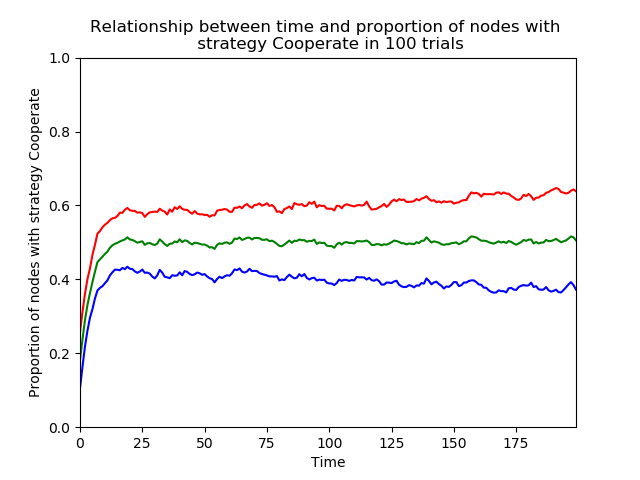 Relationship between time and proportion of nodes with
strategy Cooperate in 100 trials
Proportion of nodes with strategy Cooperate
1.0
0.8
0.6
0.4
0.2
0.0
0 25 50 75 100 125 150 175
Time